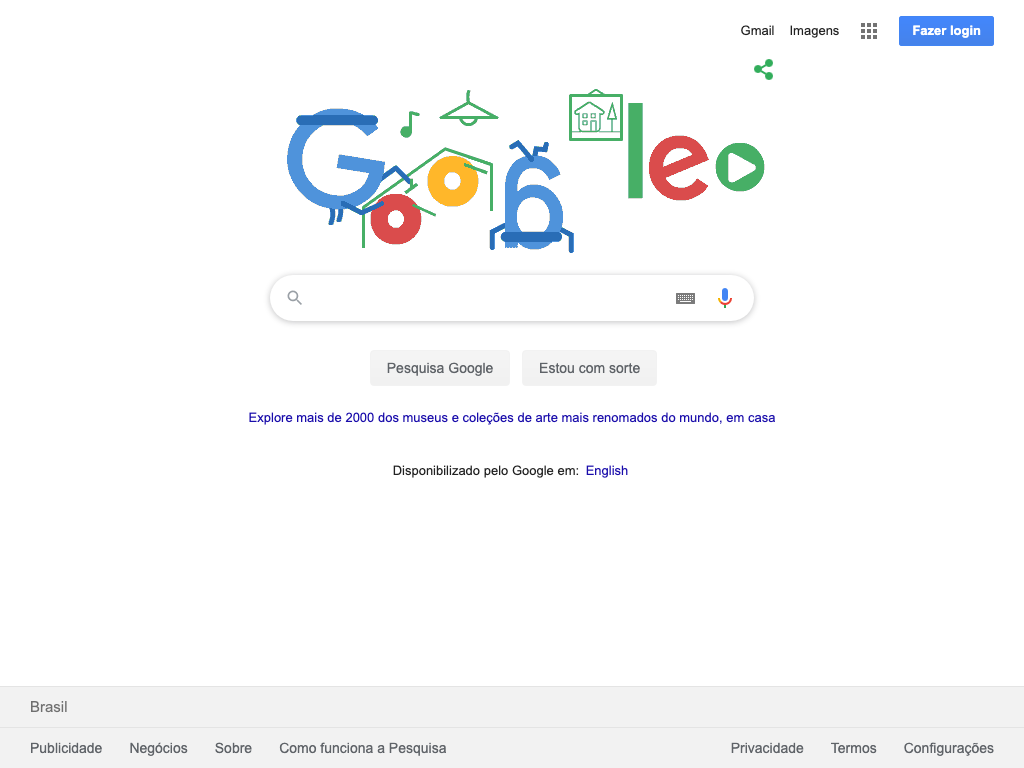 Gmail Imagens Fazer login
Google
Pesquisa Google Estou com sorte
Explore mais de 2000 dos museus e coleções de arte mais renomados do mundo, em casa
Disponibilizado pelo Google em: English
Brasil
Publicidade Negócios Sobre Como funciona a Pesquisa Privacidade Termos Configurações